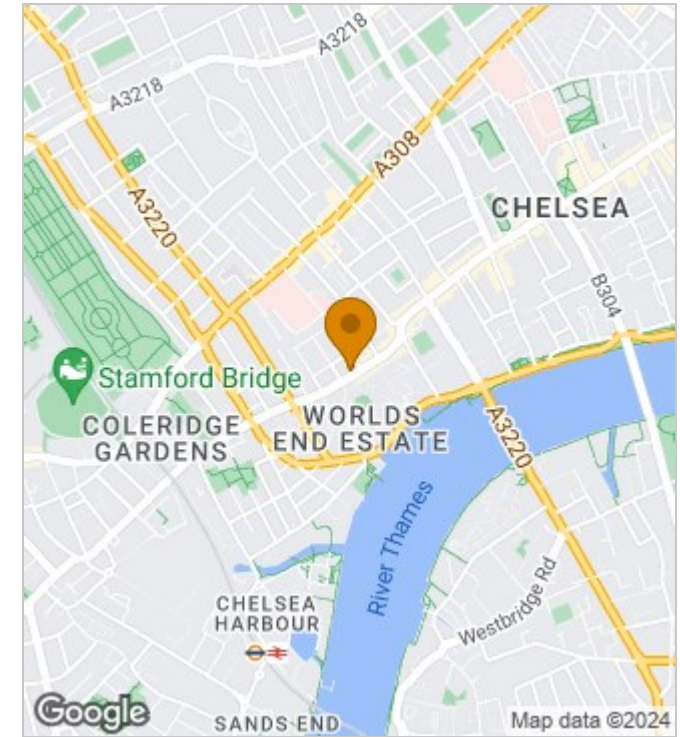 A3218
A3218
A308
A3220
CHELSEA
B304
Stamford Bridge
COLERIDGE
GARDENS
WORLDS
END ESTATE
A3220
River Thames
Westbridge Rd
CHELSEA
HARBOUR
SANDS END
Google
Map data ©2024